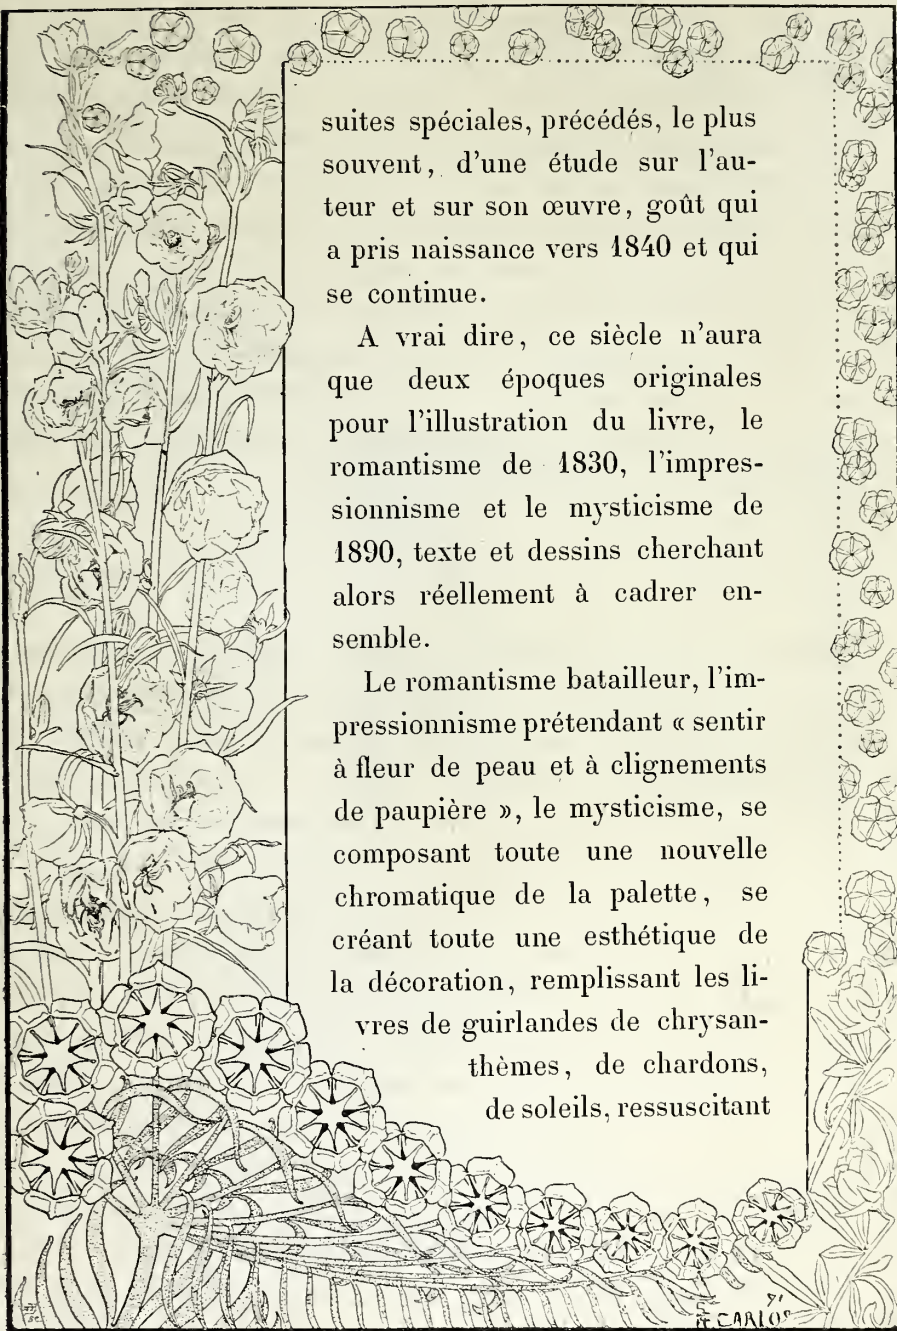 suites spéciales, précédés, le plus
souvent, d'une étude sur l'au-
teur et sur son œuvre, goût qui
a pris naissance vers 1840 et qui
se continue.
A vrai dire, ce siècle n'aura
que deux époques originales
pour l'illustration du livre, le
romantisme de 1830, l'impres-
sionnisme et le mysticisme de
1890, texte et dessins cherchant
alors réellement à cadrer en-
semble.
Le romantisme batailleur, l'im-
pressionnisme prétendant « sentir
à fleur de peau et à clignements
de paupière », le mysticisme, se
composant toute une nouvelle
chromatique de la palette, se
créant toute une esthétique de
la décoration, remplissant les li-
vres de guirlandes de chrysan-
thèmes, de chardons,
de soleils, ressuscitant
CARLOS